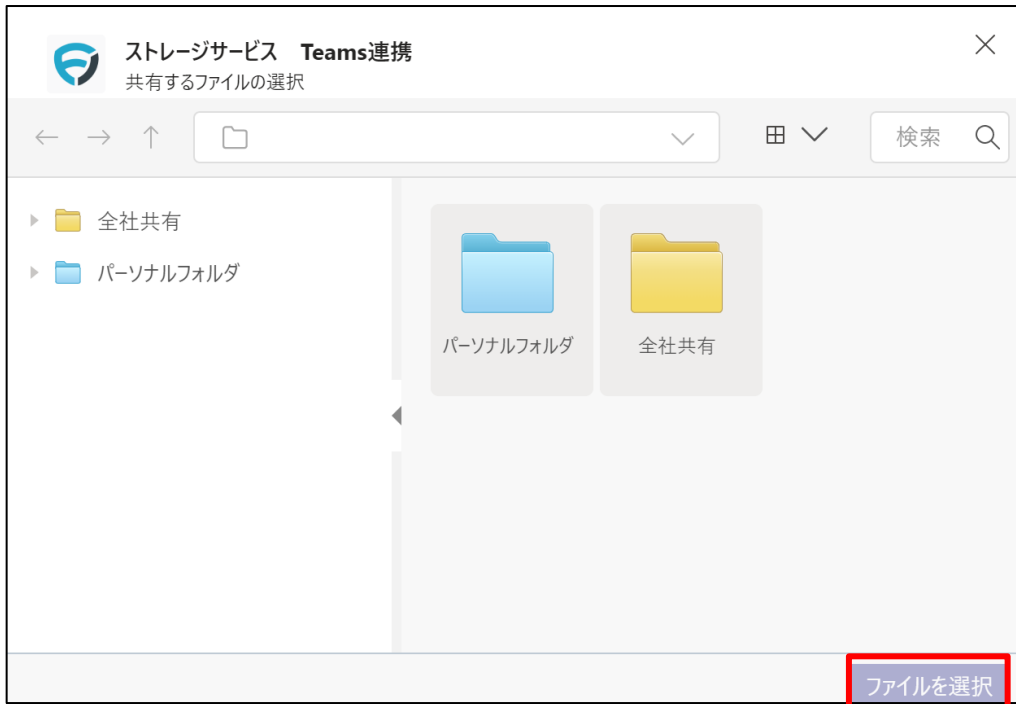 ストレージサービス　Teams連携
共有するファイルの選択
検索
全社共有
パーソナルフォルダ
パーソナルフォルダ
全社共有
ファイルを選択